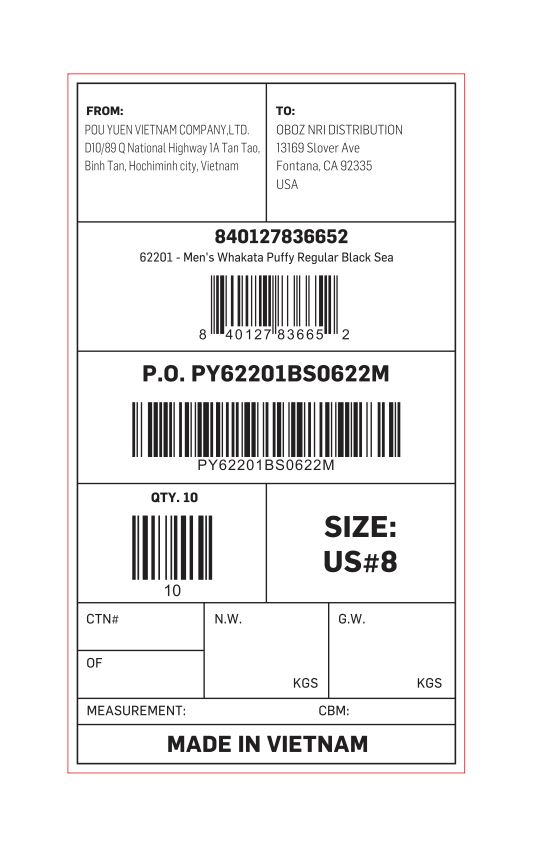 FROM:
POU YUEN VIETNAM COMPANY,LTD.
D10/89 Q National Highway 1A Tan Tao,
Binh Tan, Hochiminh city, Vietnam
TO:
OBOZ NRI DISTRIBUTION
13169 Slover Ave
Fontana, CA 92335
USA
840127836652
62201 - Men's Whakata Puffy Regular Black Sea
8 40127 83665 2
P.O. PY62201BS0622M
PY62201BS0622M
QTY. 10
10
SIZE:
US#8
CTN#
OF
N.W.
KGS
G.W.
KGS
MEASUREMENT: CBM:
MADE IN VIETNAM